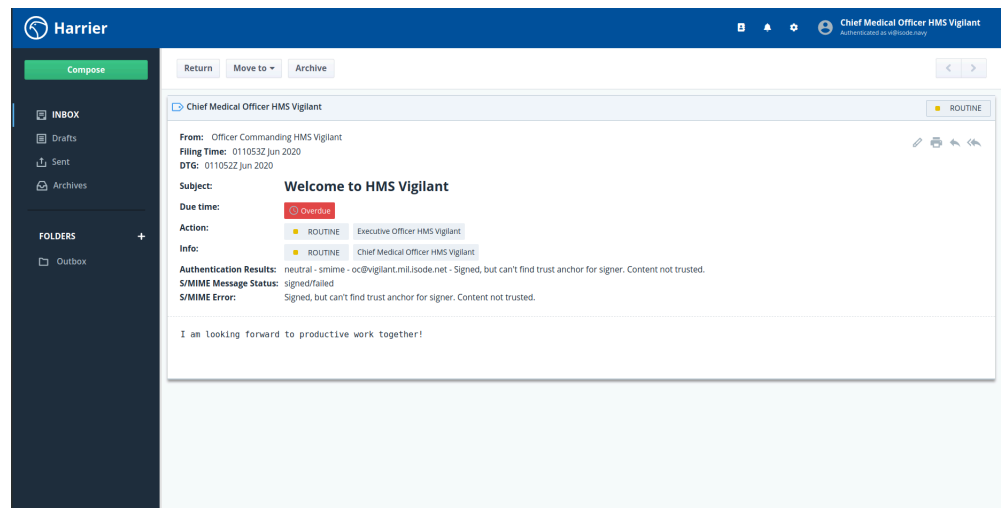 Harrier
Chief Medical Officer HMS Vigilant
Authenticated as vi@isode.navy
Compose
Return Move to Archive
INBOX
Drafts
Sent
Archives
FOLDERS +
Outbox
Chief Medical Officer HMS Vigilant ROUTINE
From: Officer Commanding HMS Vigilant
Filing Time: 011053Z Jun 2020
DTG: 011052Z Jun 2020
Subject: Welcome to HMS Vigilant
Due time: Overdue
Action: ROUTINE Executive Officer HMS Vigilant
Info: ROUTINE Chief Medical Officer HMS Vigilant
Authentication Results: neutral - smime - oc@vigilant.mil.isode.net - Signed, but can't find trust anchor for signer. Content not trusted.
S/MIME Message Status: signed/failed
S/MIME Error: Signed, but can't find trust anchor for signer. Content not trusted.
I am looking forward to productive work together!